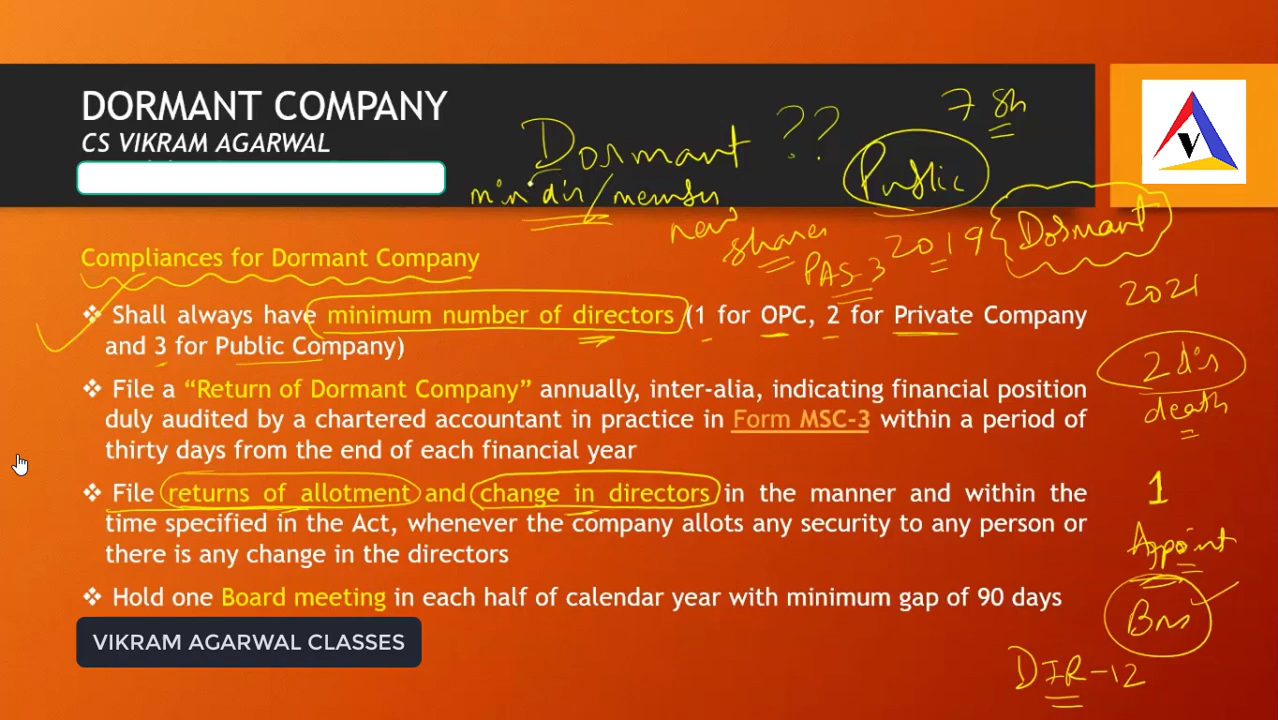 DORMANT COMPANY
CS VIKRAM AGARWAL
Dormant ??
min dir/member
7 sh
Public
new shares
PAS-3
2019
Dormant
2021
2 d's
death
1
Appoint
BM
DIR-12
V
Compliances for Dormant Company
❖ Shall always have minimum number of directors (1 for OPC, 2 for Private Company
and 3 for Public Company)
❖ File a “Return of Dormant Company” annually, inter-alia, indicating financial position
duly audited by a chartered accountant in practice in Form MSC-3 within a period of
thirty days from the end of each financial year
❖ File returns of allotment and change in directors in the manner and within the
time specified in the Act, whenever the company allots any security to any person or
there is any change in the directors
❖ Hold one Board meeting in each half of calendar year with minimum gap of 90 days
VIKRAM AGARWAL CLASSES